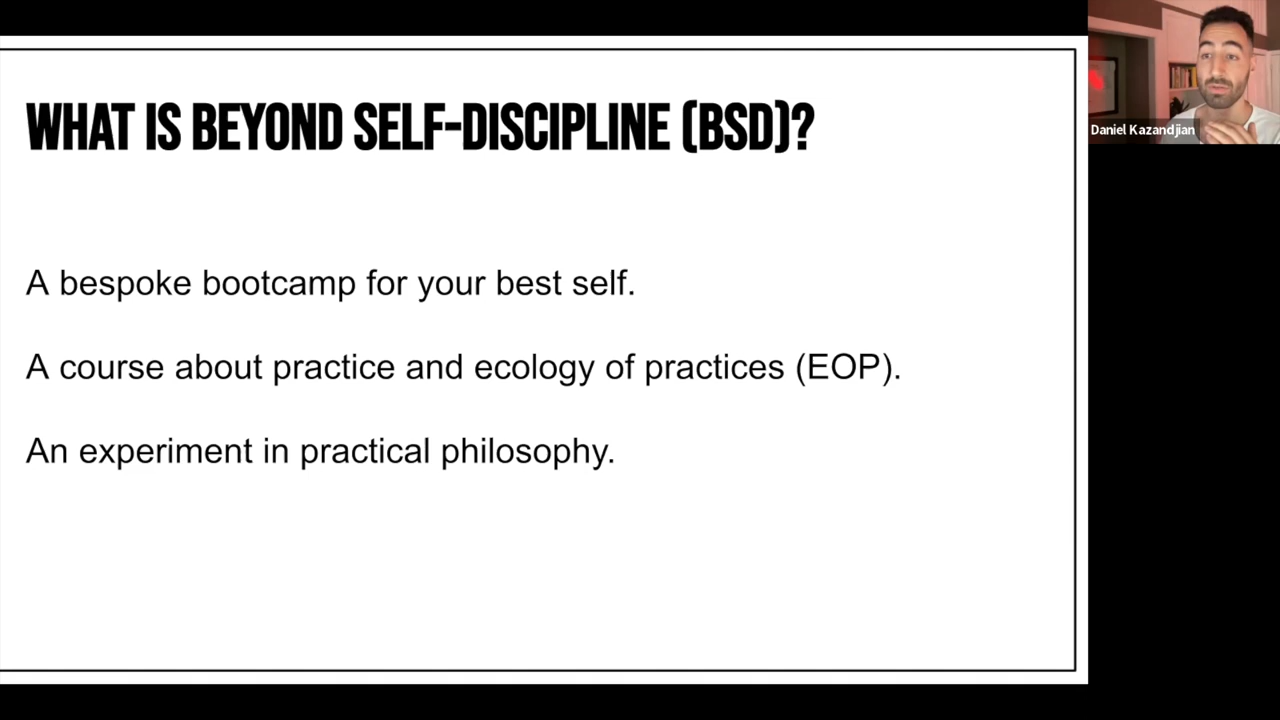 WHAT IS BEYOND SELF-DISCIPLINE (BSD)?
A bespoke bootcamp for your best self.
A course about practice and ecology of practices (EOP).
An experiment in practical philosophy.
Daniel Kazandjian